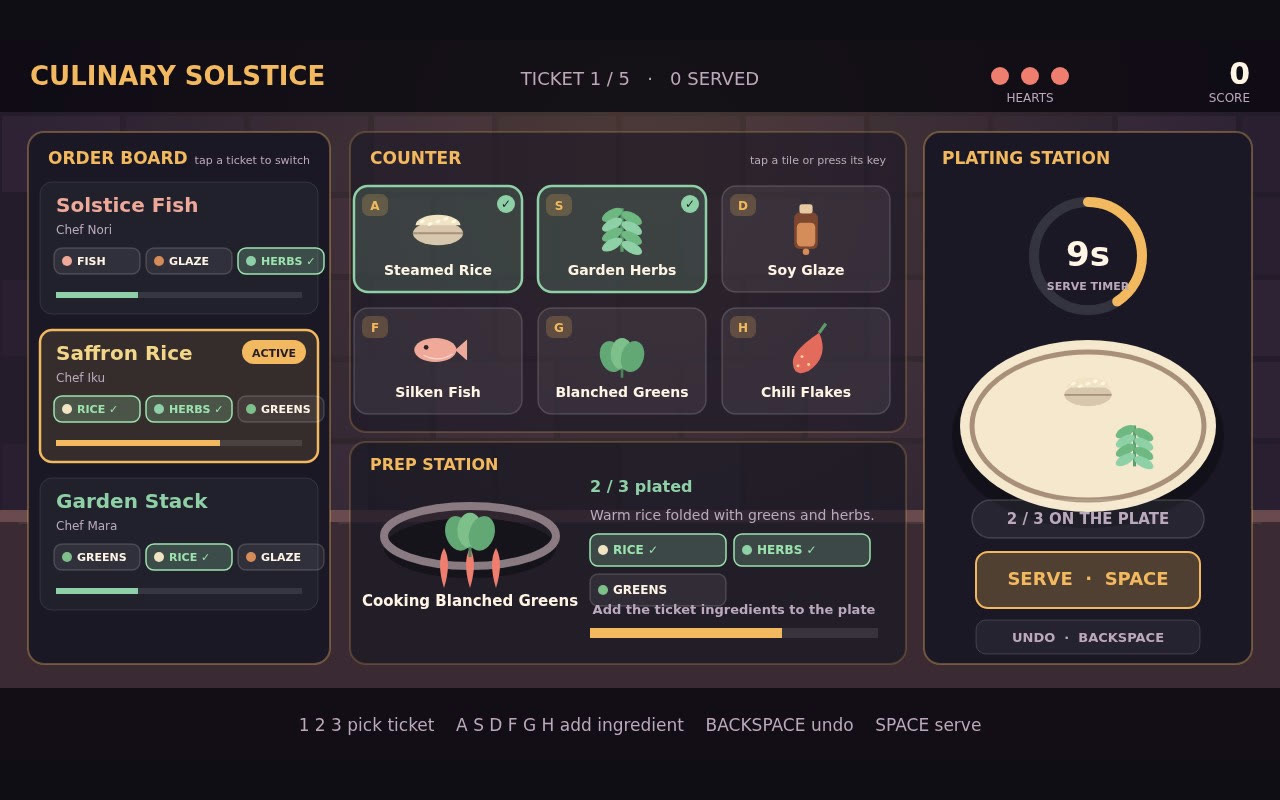 CULINARY SOLSTICE
TICKET 1 / 5 · 0 SERVED
HEARTS
0
SCORE
ORDER BOARD tap a ticket to switch
Solstice Fish
Chef Nori
FISH GLAZE HERBS ✓
Saffron Rice ACTIVE
Chef Iku
RICE ✓ HERBS ✓ GREENS
Garden Stack
Chef Mara
GREENS RICE ✓ GLAZE
COUNTER tap a tile or press its key
A ✓ S ✓ D
Steamed Rice Garden Herbs Soy Glaze
F G H
Silken Fish Blanched Greens Chili Flakes
PREP STATION
Cooking Blanched Greens
2 / 3 plated
Warm rice folded with greens and herbs.
RICE ✓ HERBS ✓
GREENS
Add the ticket ingredients to the plate
PLATING STATION
9s
SERVE TIMER
2 / 3 ON THE PLATE
SERVE · SPACE
UNDO · BACKSPACE
1 2 3 pick ticket A S D F G H add ingredient BACKSPACE undo SPACE serve